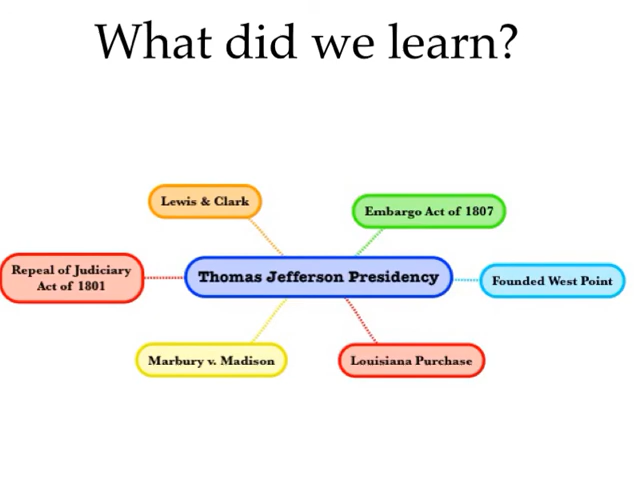 What did we learn?
Lewis & Clark
Embargo Act of 1807
Repeal of Judiciary
Act of 1801
Thomas Jefferson Presidency
Founded West Point
Marbury v. Madison
Louisiana Purchase